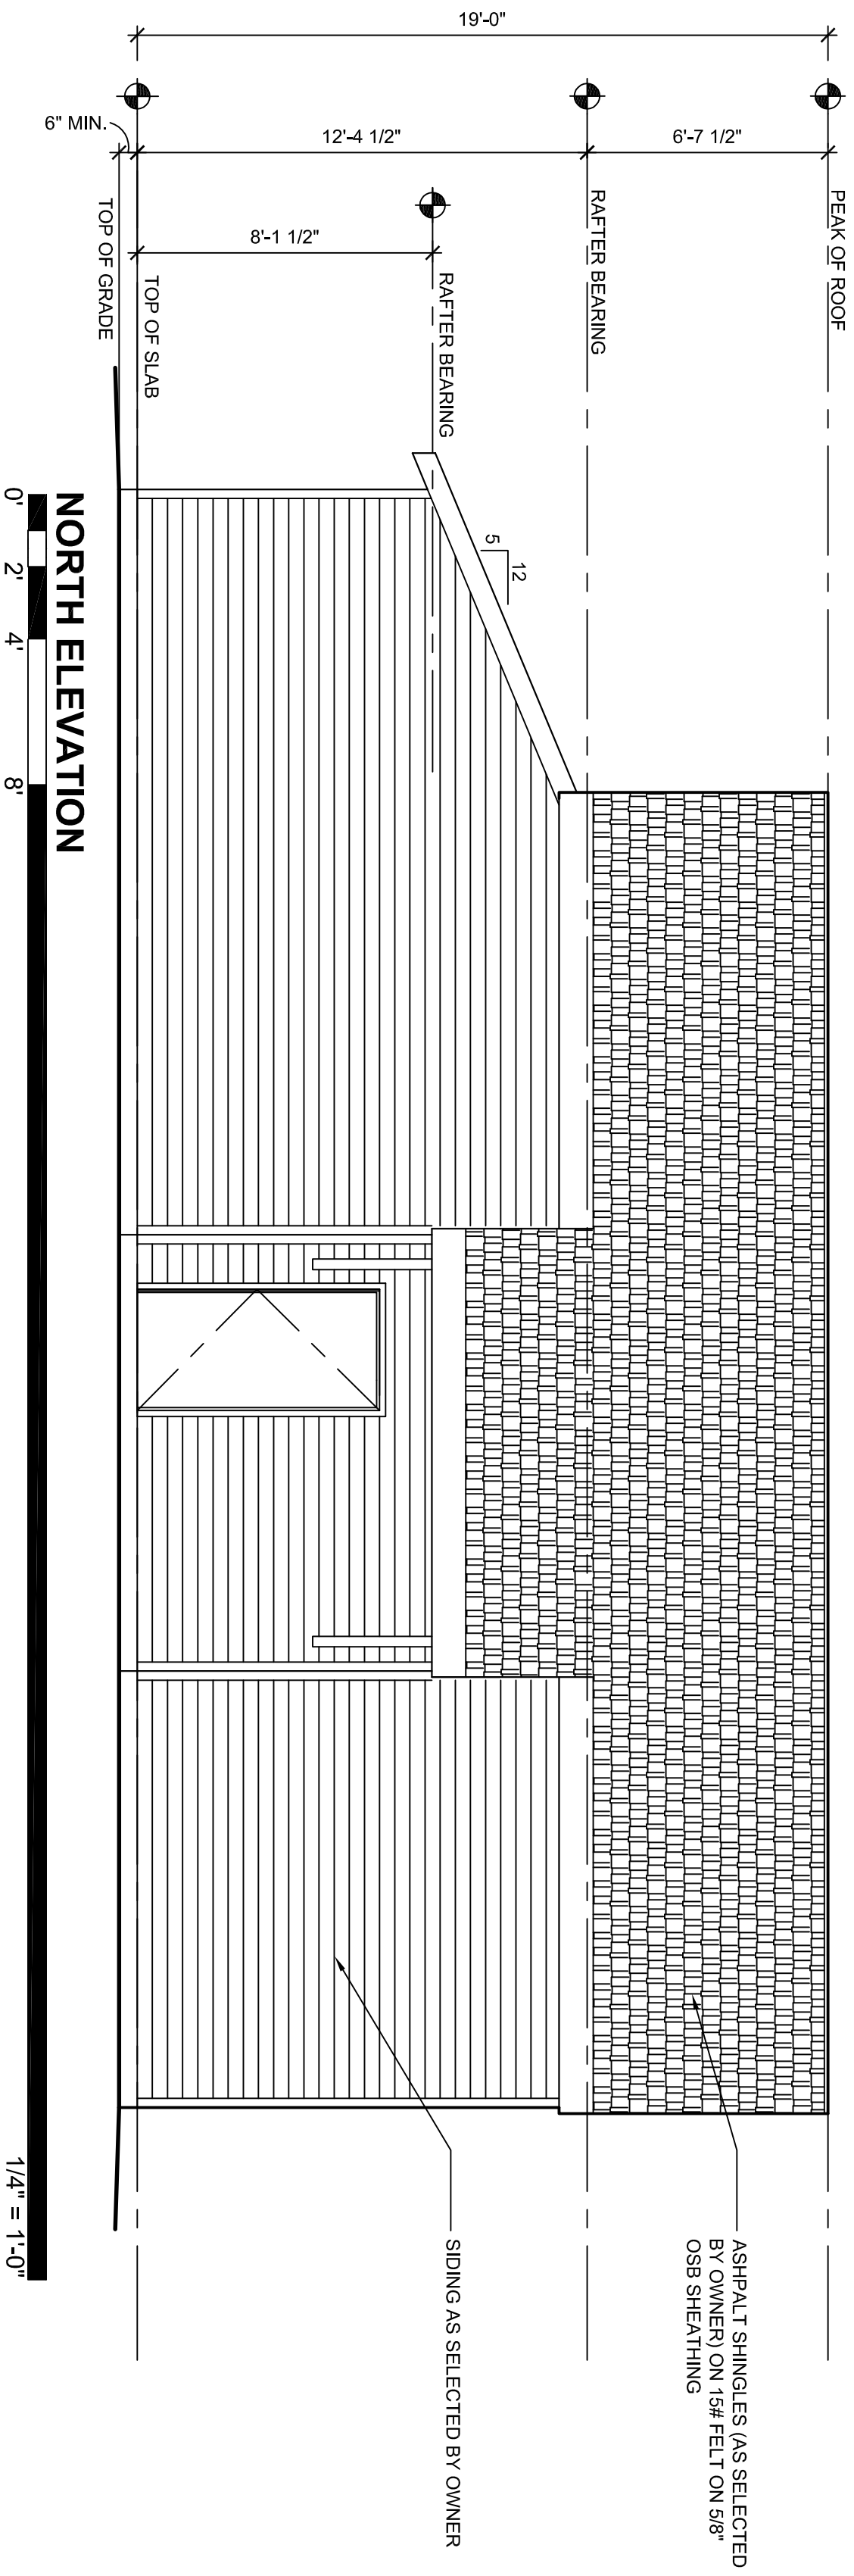 19'-0"
6'-7 1/2"
12'-4 1/2"
6" MIN.
8'-1 1/2"
PEAK OF ROOF
RAFTER BEARING
RAFTER BEARING
TOP OF SLAB
TOP OF GRADE
12
5
ASHPALT SHINGLES (AS SELECTED
BY OWNER) ON 15# FELT ON 5/8"
OSB SHEATHING
SIDING AS SELECTED BY OWNER
NORTH ELEVATION
0' 2' 4' 8'
1/4" = 1'-0"